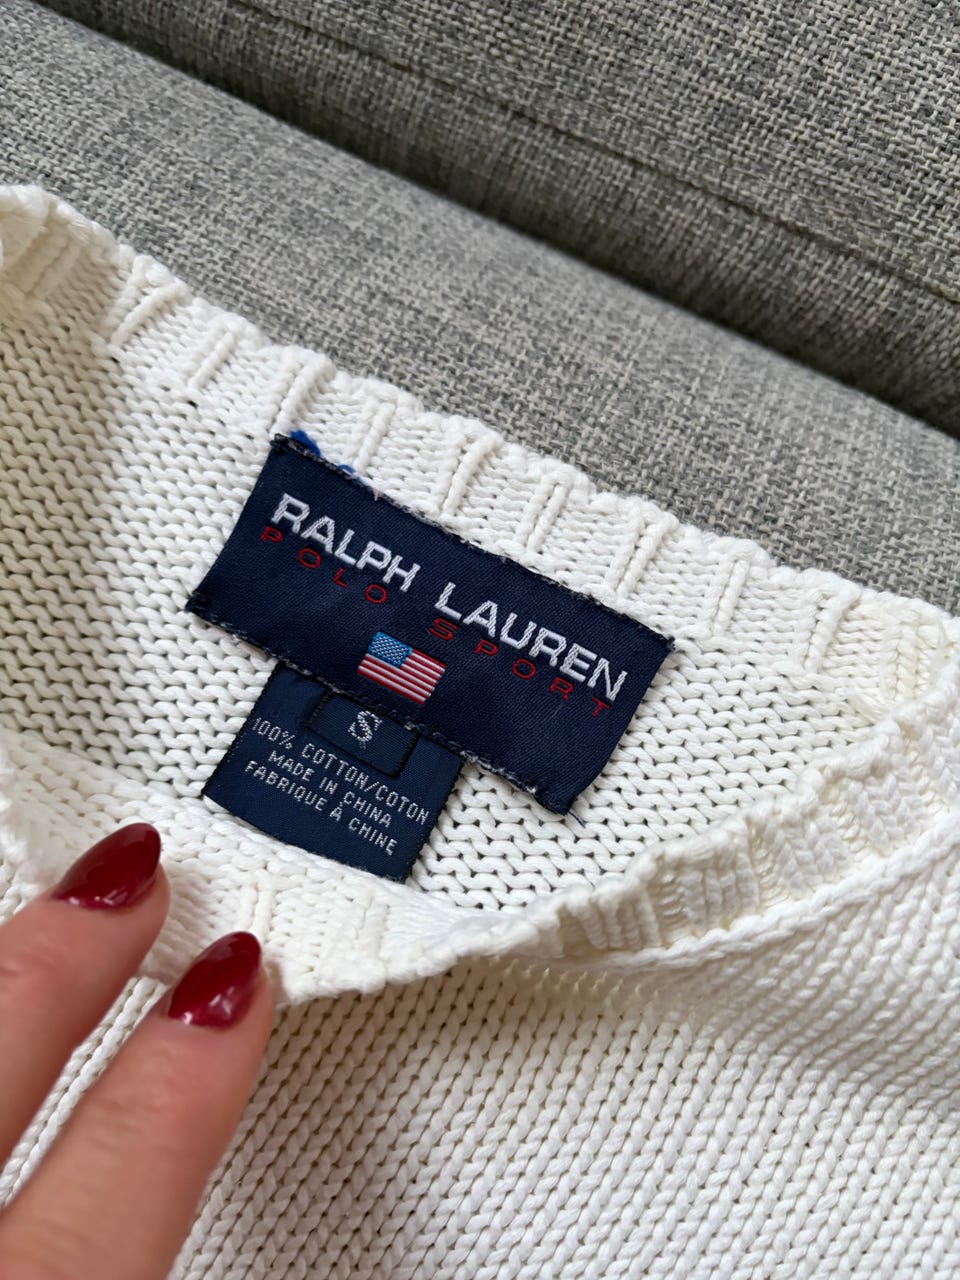 RALPH LAUREN
POLO SPORT
S
100% COTTON/COTON
MADE IN CHINA
FABRIQUE À CHINE